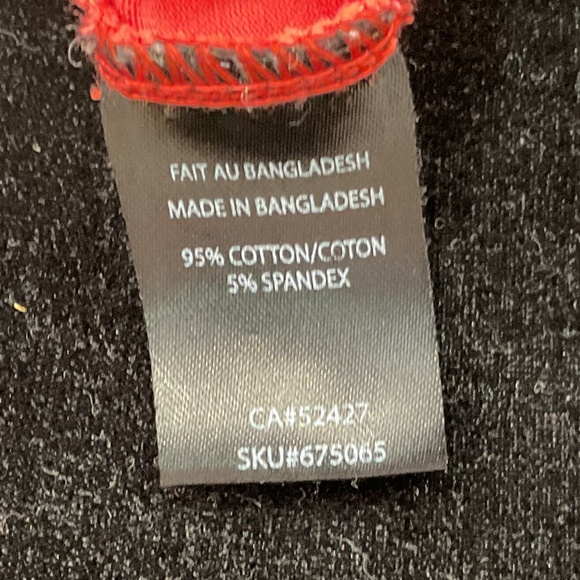 FAIT AU BANGLADESH
MADE IN BANGLADESH
95% COTTON/COTON
5% SPANDEX
CA#52427
SKU#675065